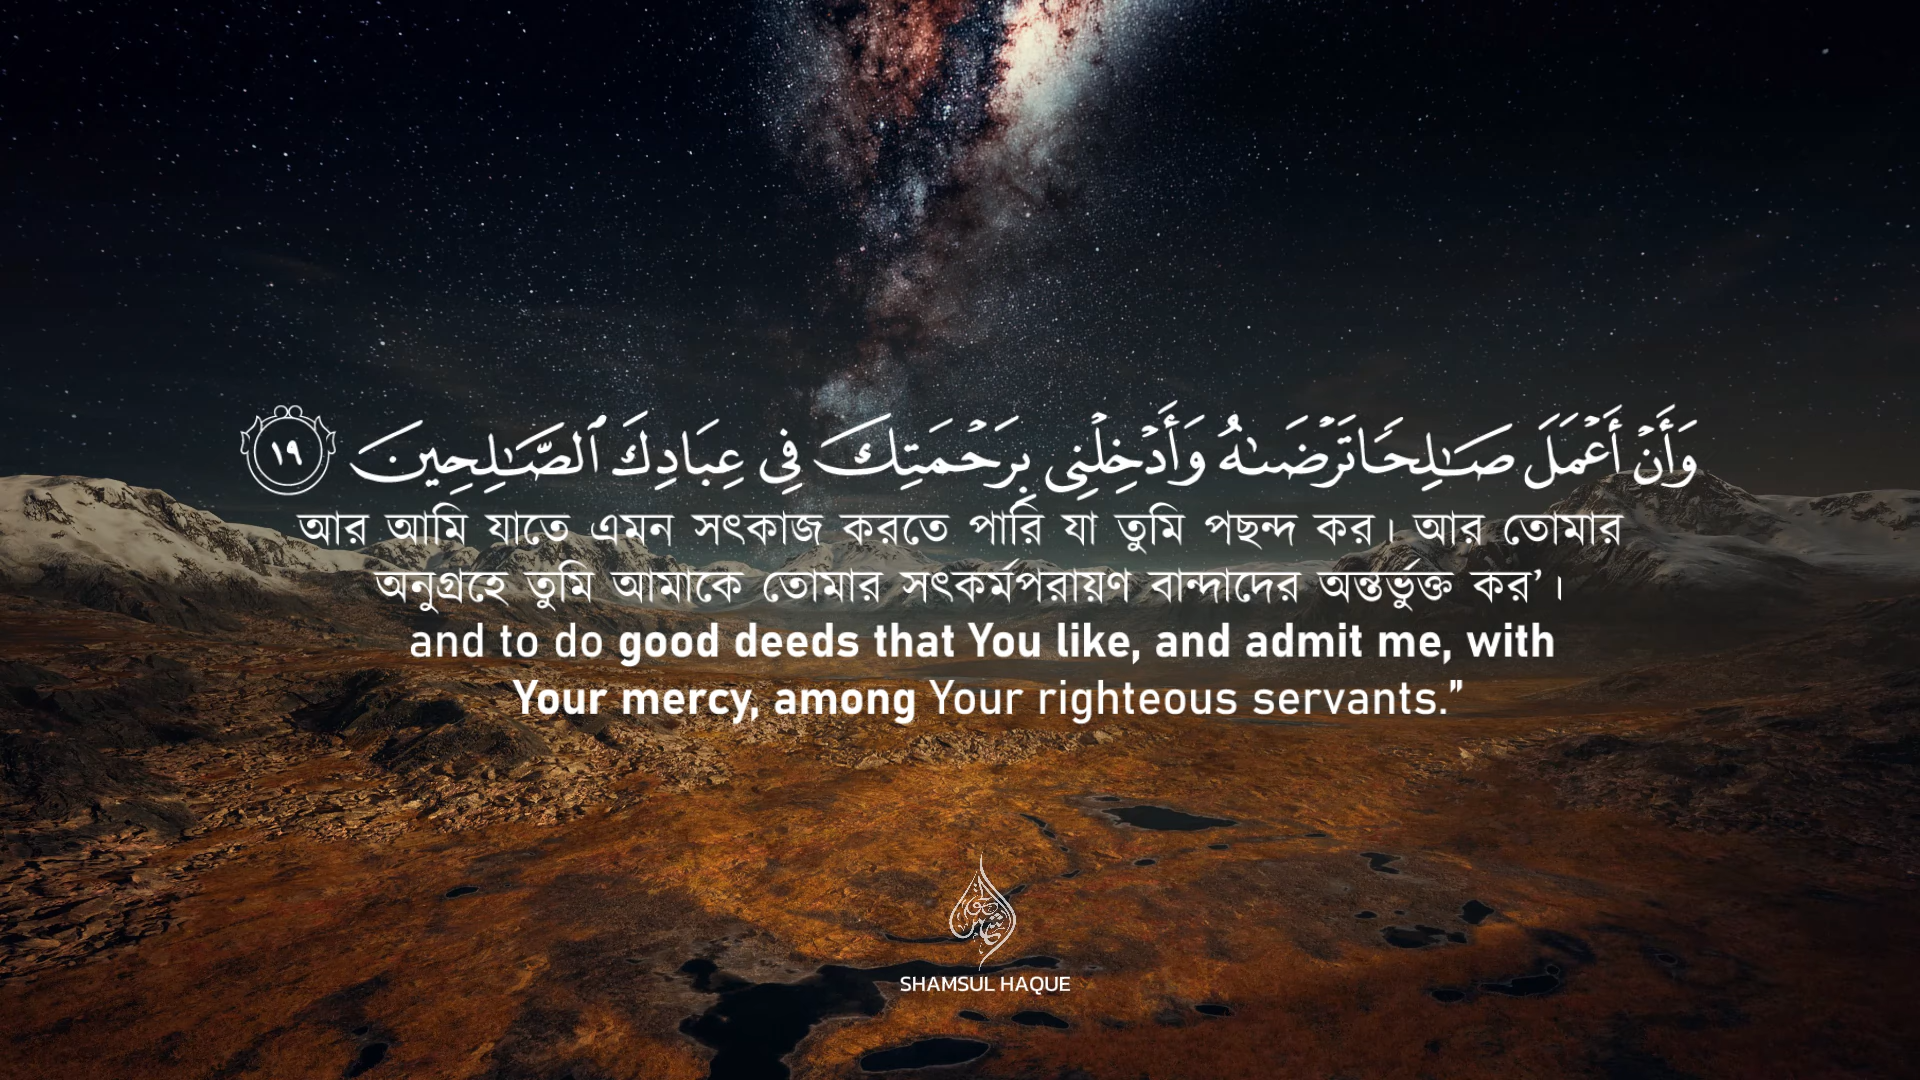 وَأَنْ أَعْمَلَ صَـٰلِحًا تَرْضَىٰهُ وَأَدْخِلْنِى بِرَحْمَتِكَ فِى عِبَادِكَ ٱلصَّـٰلِحِينَ ١٩
আর আমি যাতে এমন সৎকাজ করতে পারি যা তুমি পছন্দ কর। আর তোমার
অনুগ্রহে তুমি আমাকে তোমার সৎকর্মপরায়ণ বান্দাদের অন্তর্ভুক্ত কর’।
and to do good deeds that You like, and admit me, with
Your mercy, among Your righteous servants.”
SHAMSUL HAQUE